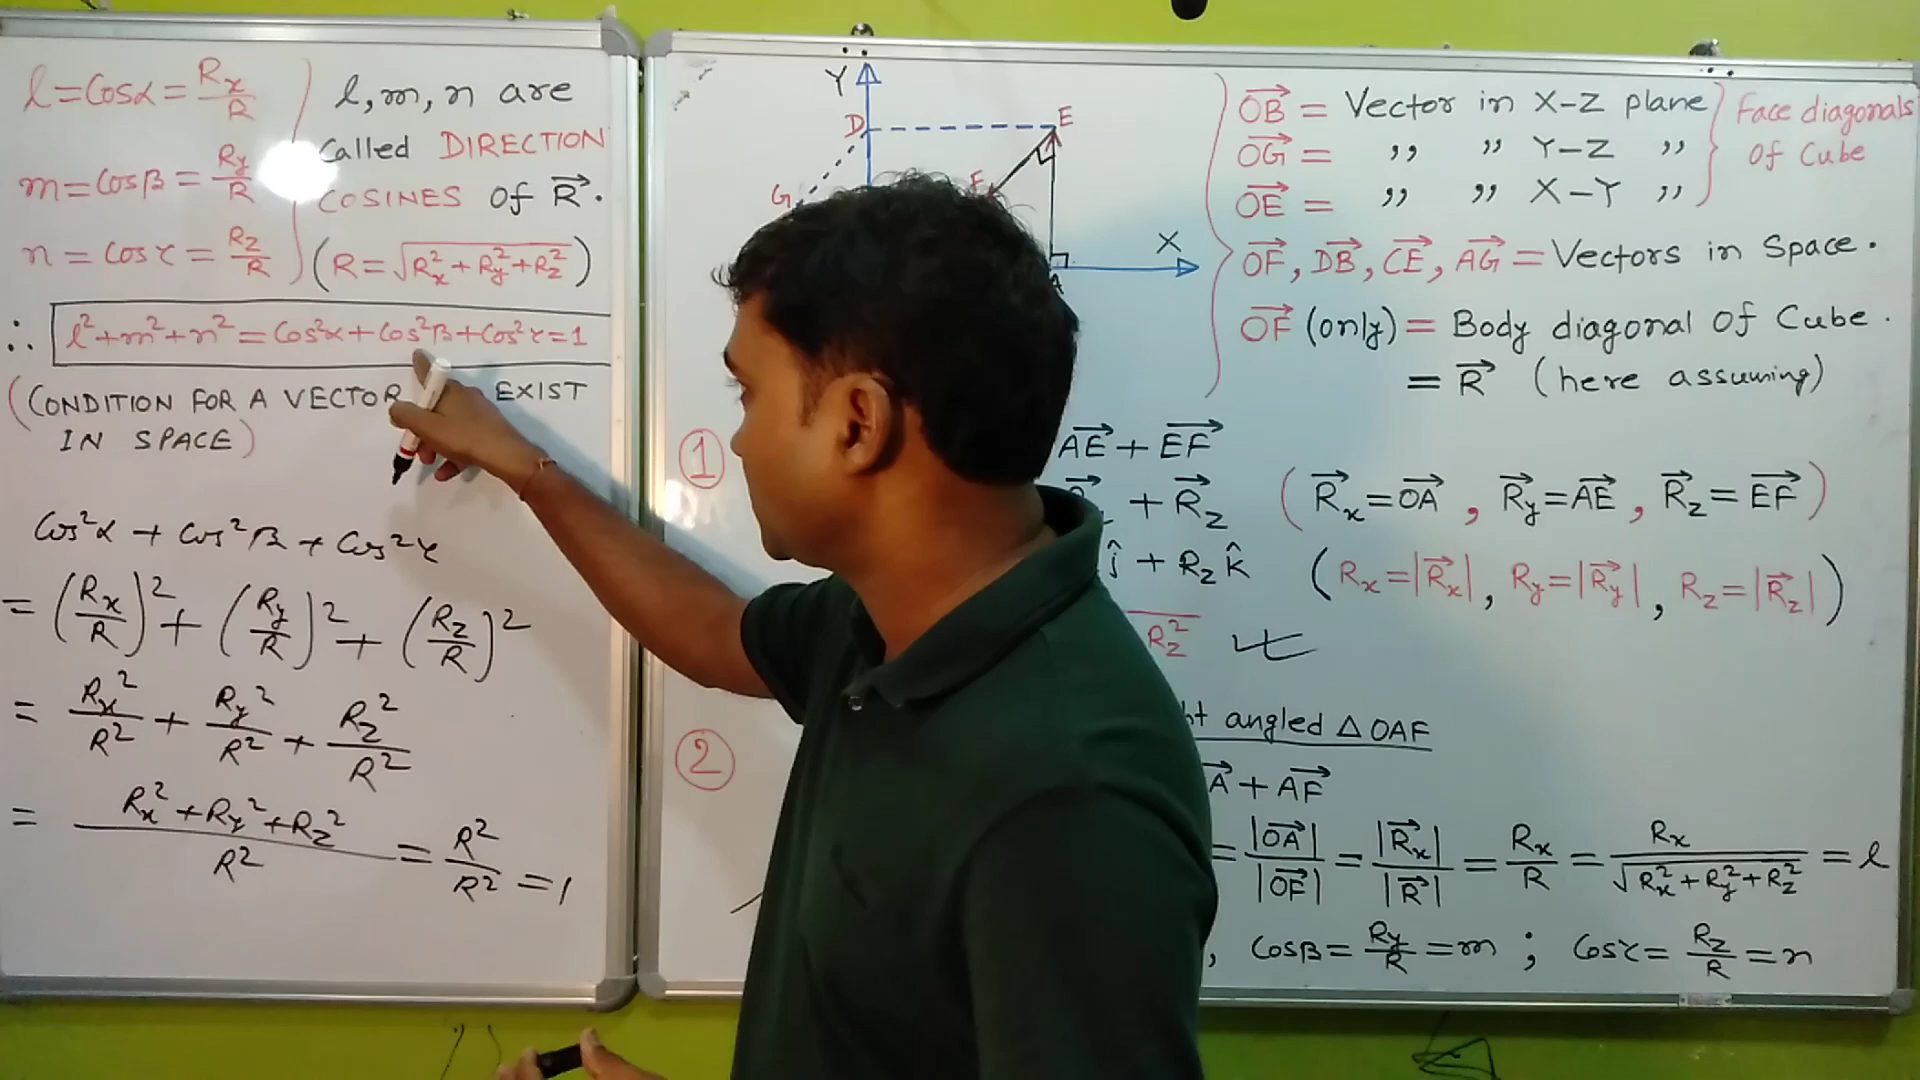 l = Cosα = Rx/R
m = Cosβ = Ry/R
n = Cosγ = Rz/R
l, m, n are
Called DIRECTION
COSINES of R⃗.
(R = √(Rx² + Ry² + Rz²))
∴ l² + m² + n² = Cos²α + Cos²β + Cos²γ = 1
(CONDITION FOR A VECTOR EXIST
IN SPACE)
Cos²α + Cos²β + Cos²γ
= (Rx/R)² + (Ry/R)² + (Rz/R)²
= Rx²/R² + Ry²/R² + Rz²/R²
= (Rx² + Ry² + Rz²)/R² = R²/R² = 1
Y
D
E
G
F
X
A
OB⃗ = Vector in X-Z plane
OG⃗ = ,, ,, Y-Z ,,
OE⃗ = ,, ,, X-Y ,,
Face diagonals
of Cube
OF⃗, DB⃗, CE⃗, AG⃗ = Vectors in Space.
OF⃗ (only) = Body diagonal of Cube.
= R⃗ (here assuming)
1
AE⃗ + EF⃗
+ R⃗z
(R⃗x = OA⃗, R⃗y = AE⃗, R⃗z = EF⃗)
ĵ + Rz k̂
(Rx = |R⃗x|, Ry = |R⃗y|, Rz = |R⃗z|)
Rz²
2
angled △OAF
+ AF⃗
= |OA⃗|/|OF⃗| = |R⃗x|/|R⃗| = Rx/R = Rx/√(Rx² + Ry² + Rz²) = l
, Cosβ = Ry/R = m ; Cosγ = Rz/R = n